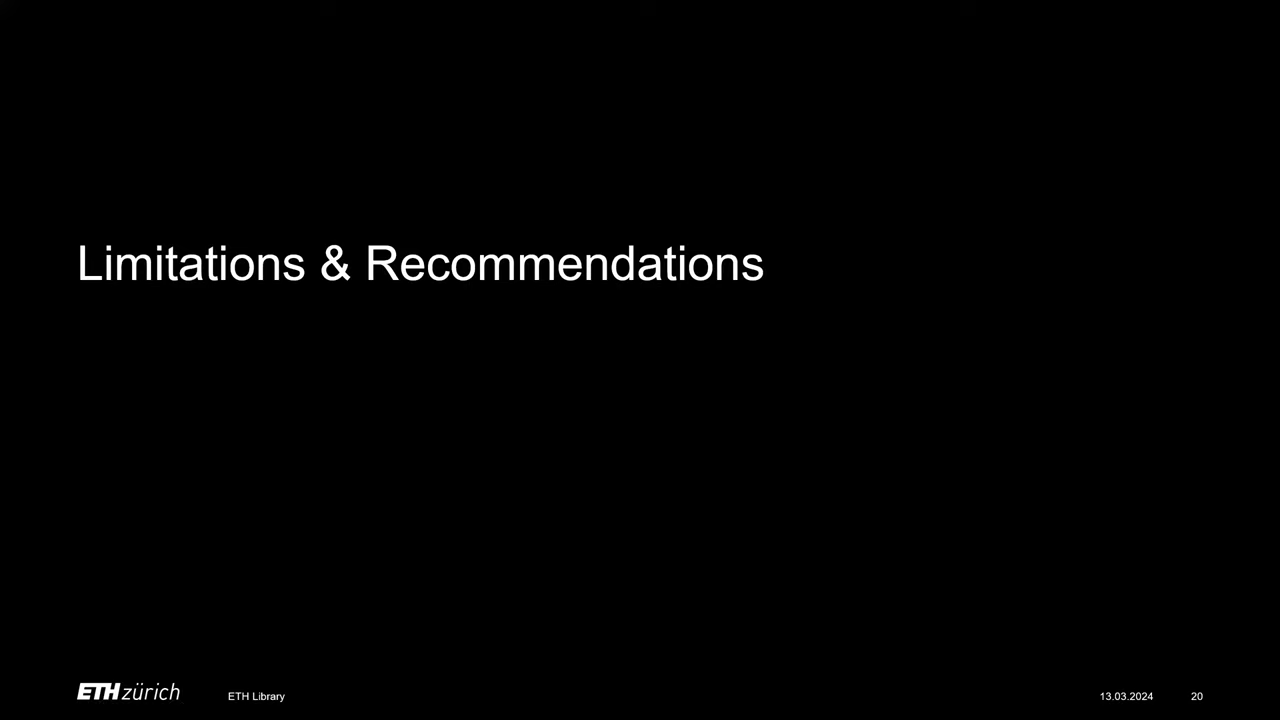 Limitations & Recommendations
ETH zürich
ETH Library
13.03.2024
20